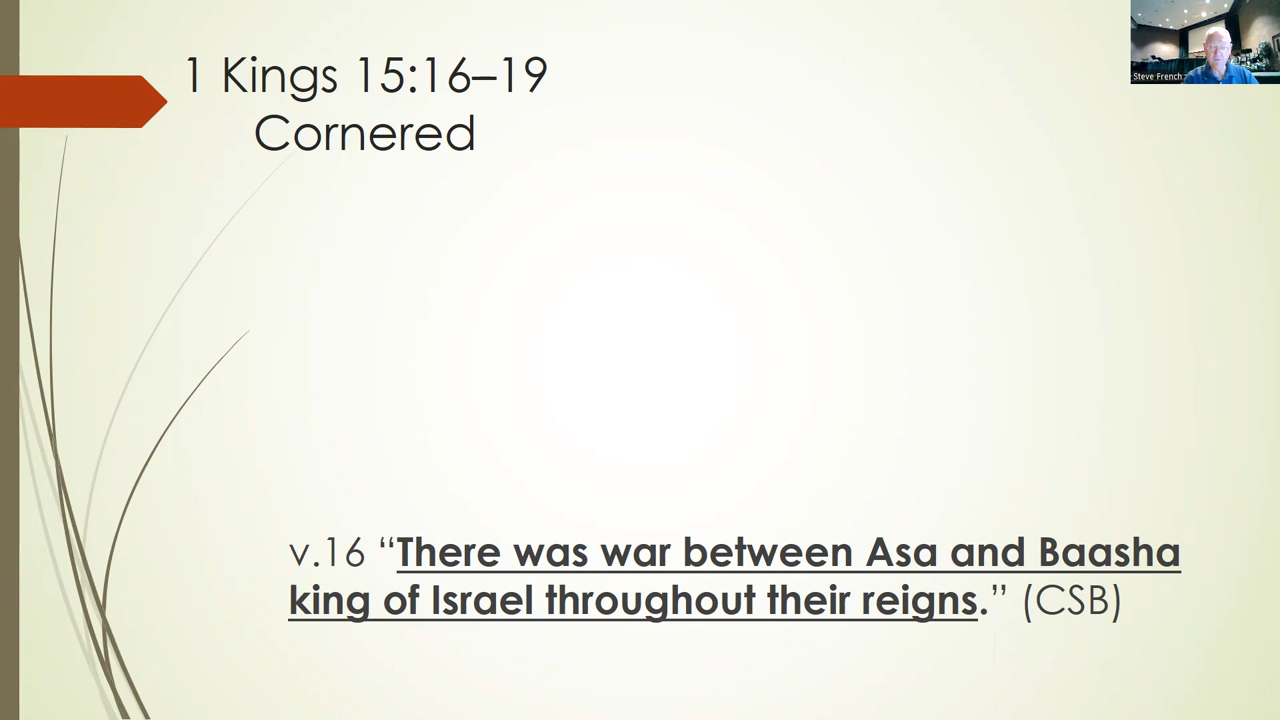 1 Kings 15:16–19
Cornered
Steve French
v.16 “There was war between Asa and Baasha
king of Israel throughout their reigns.” (CSB)